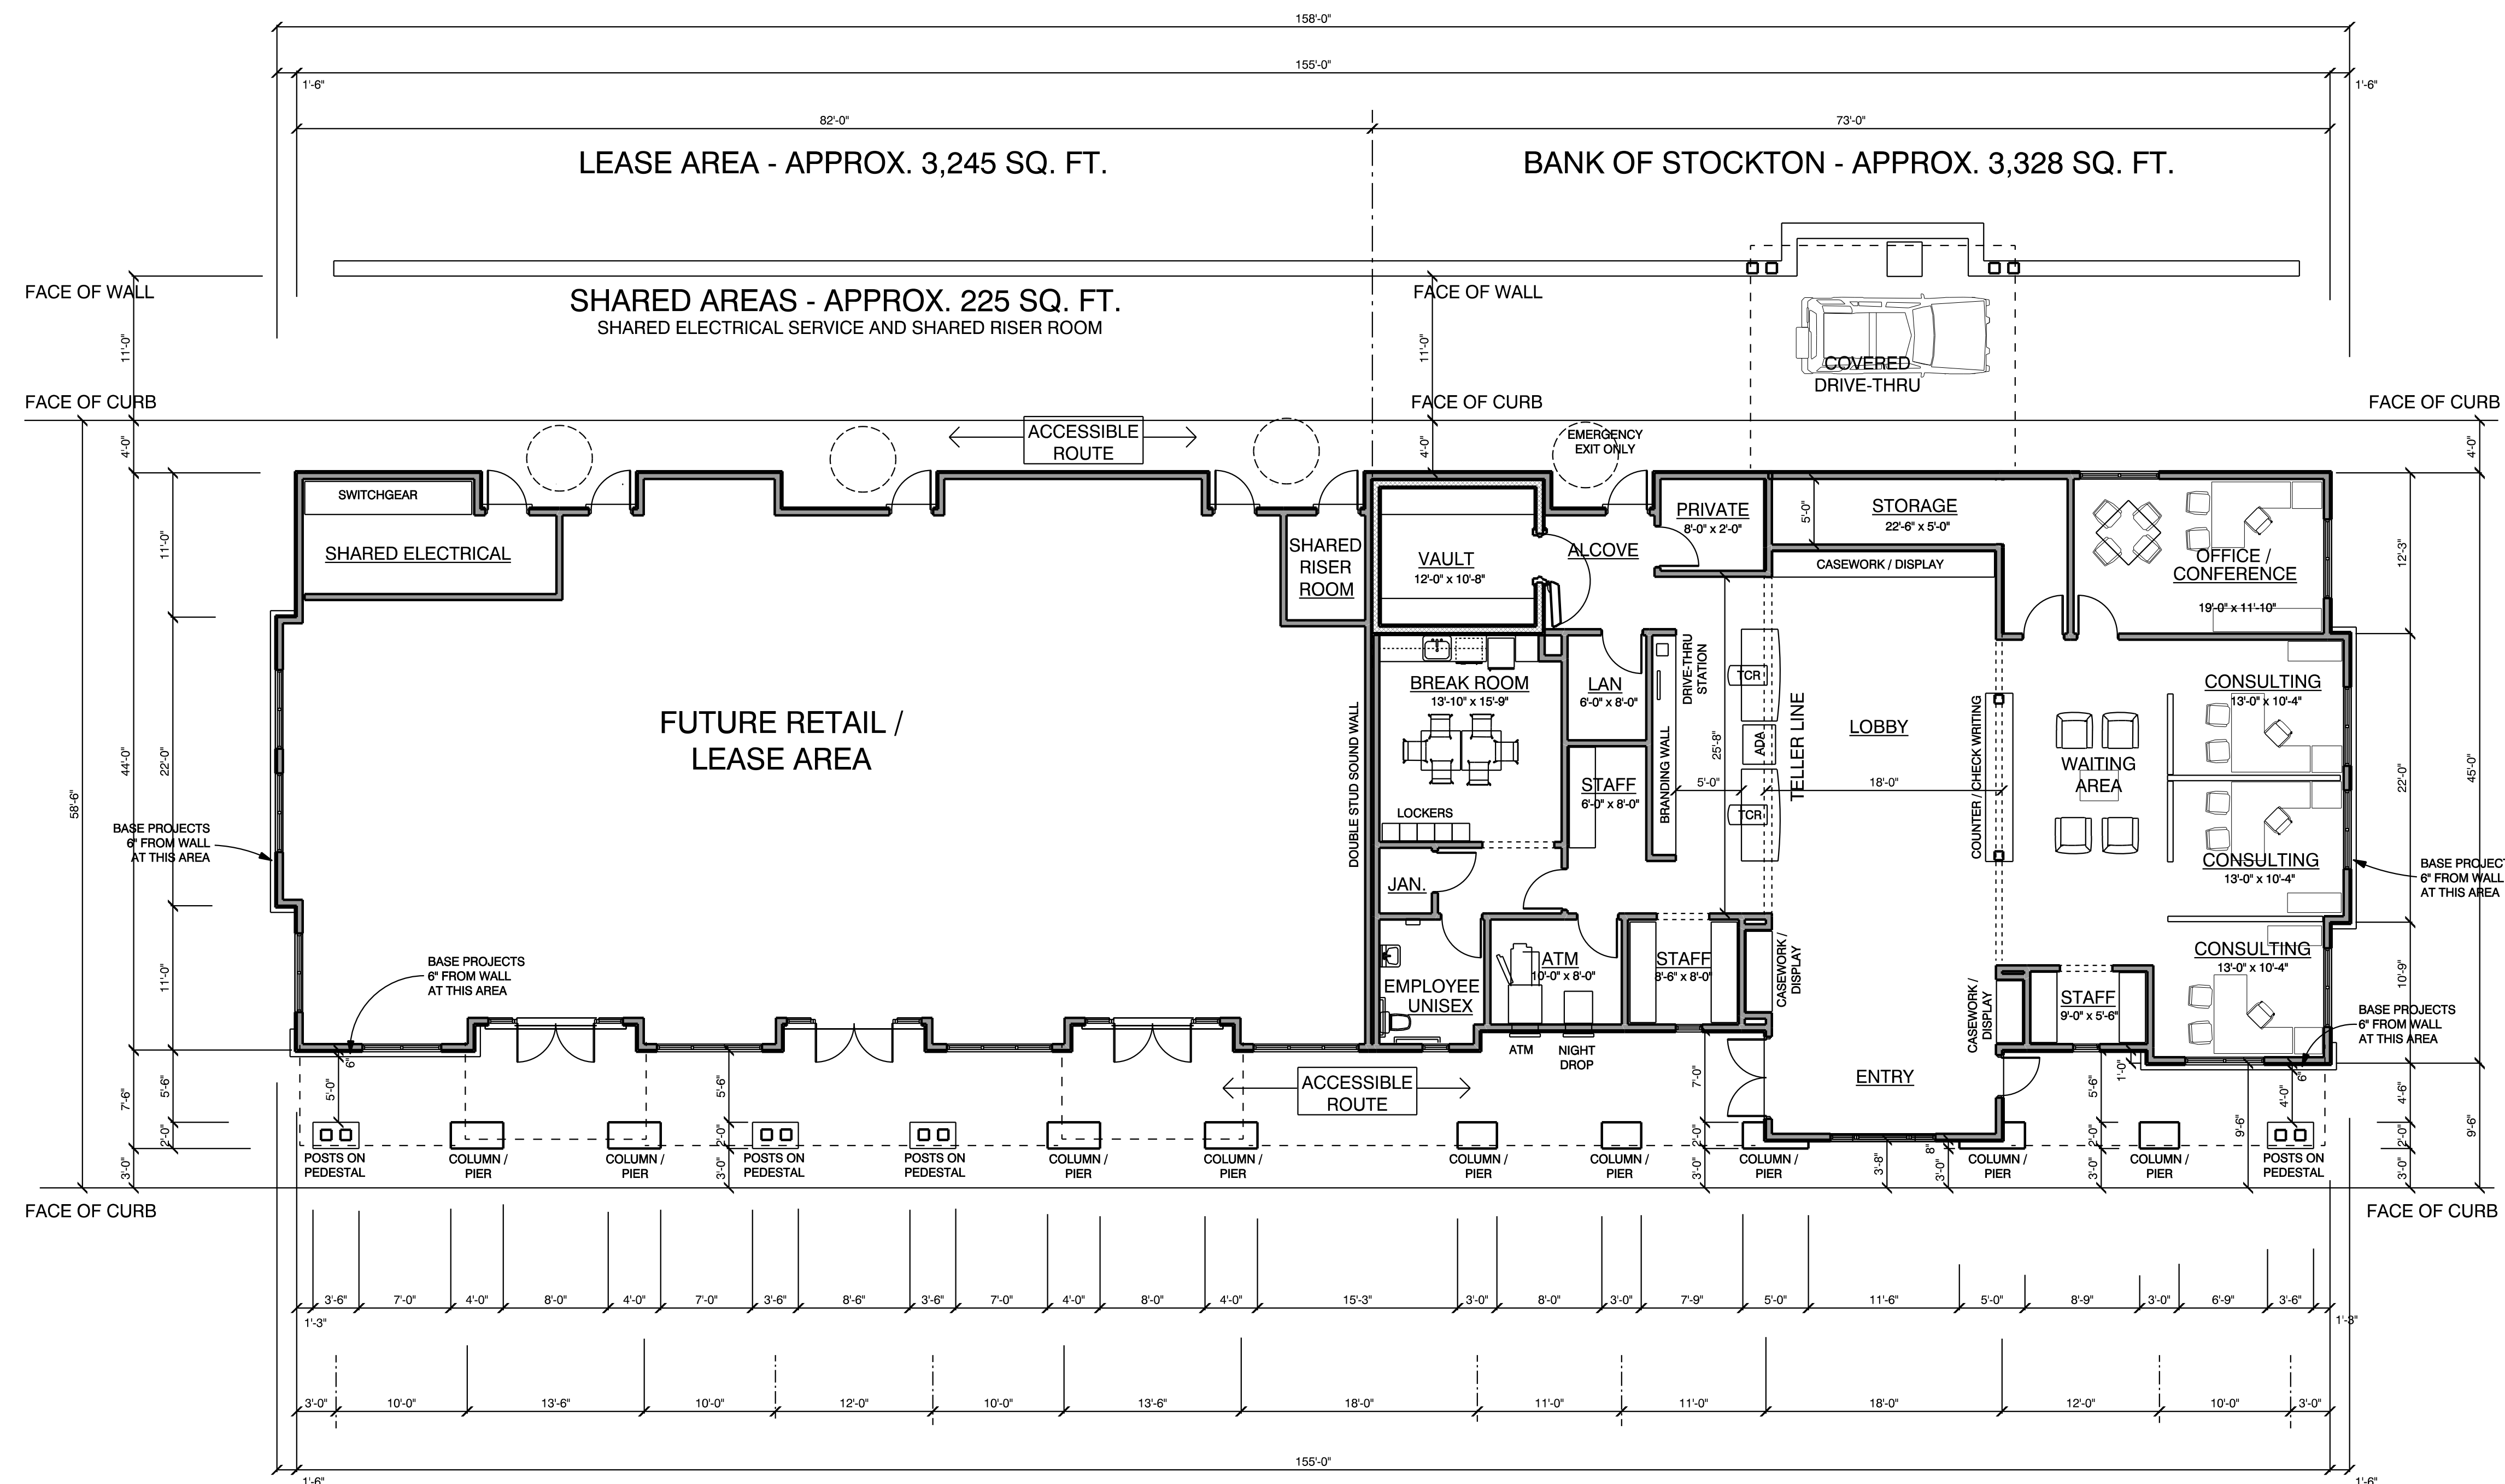 158'-0"
155'-0"
1'-6"
1'-6"
82'-0"
73'-0"
LEASE AREA - APPROX. 3,245 SQ. FT.
BANK OF STOCKTON - APPROX. 3,328 SQ. FT.
FACE OF WALL
SHARED AREAS - APPROX. 225 SQ. FT.
SHARED ELECTRICAL SERVICE AND SHARED RISER ROOM
FACE OF WALL
11'-0"
11'-0"
COVERED
DRIVE-THRU
FACE OF CURB
FACE OF CURB
FACE OF CURB
4'-0"
ACCESSIBLE
ROUTE
4'-0"
EMERGENCY
EXIT ONLY
4'-0"
SWITCHGEAR
SHARED ELECTRICAL
SHARED
RISER
ROOM
VAULT
12'-0" x 10'-8"
ALCOVE
PRIVATE
8'-0" x 2'-0"
5'-0"
STORAGE
22'-6" x 5'-0"
CASEWORK / DISPLAY
OFFICE /
CONFERENCE
19'-0" x 11'-10"
11'-0"
12'-3"
FUTURE RETAIL /
LEASE AREA
DOUBLE STUD SOUND WALL
BREAK ROOM
13'-10" x 15'-9"
LOCKERS
LAN
6'-0" x 8'-0"
STAFF
6'-0" x 8'-0"
BRANDING WALL
DRIVE-THRU
STATION
25'-8"
TCR
ADA
TCR
TELLER LINE
5'-0"
LOBBY
18'-0"
COUNTER / CHECK WRITING
WAITING
AREA
CONSULTING
13'-0" x 10'-4"
CONSULTING
13'-0" x 10'-4"
CONSULTING
13'-0" x 10'-4"
58'-6"
44'-0"
22'-0"
22'-0"
45'-0"
BASE PROJECTS
6" FROM WALL
AT THIS AREA
BASE PROJECT
6" FROM WALL
AT THIS AREA
JAN.
11'-0"
BASE PROJECTS
6" FROM WALL
AT THIS AREA
EMPLOYEE
UNISEX
ATM
10'-0" x 8'-0"
STAFF
8'-6" x 8'-0"
CASEWORK /
DISPLAY
CASEWORK /
DISPLAY
STAFF
9'-0" x 5'-6"
10'-9"
BASE PROJECTS
6" FROM WALL
AT THIS AREA
ATM
NIGHT
DROP
ENTRY
ACCESSIBLE
ROUTE
7'-6"
5'-6"
5'-0"
6"
5'-6"
7'-0"
5'-6"
1'-0"
4'-0"
6"
4'-6"
9'-6"
9'-6"
2'-0"
2'-0"
2'-0"
2'-0"
2'-0"
3'-0"
3'-0"
3'-0"
3'-8"
8"
3'-0"
3'-0"
3'-0"
POSTS ON
PEDESTAL
COLUMN /
PIER
COLUMN /
PIER
POSTS ON
PEDESTAL
POSTS ON
PEDESTAL
COLUMN /
PIER
COLUMN /
PIER
COLUMN /
PIER
COLUMN /
PIER
COLUMN /
PIER
COLUMN /
PIER
COLUMN /
PIER
POSTS ON
PEDESTAL
FACE OF CURB
FACE OF CURB
3'-6" 7'-0" 4'-0" 8'-0" 4'-0" 7'-0" 3'-6" 8'-6" 3'-6" 7'-0" 4'-0" 8'-0" 4'-0" 15'-3" 3'-0" 8'-0" 3'-0" 7'-9" 5'-0" 11'-6" 5'-0" 8'-9" 3'-0" 6'-9" 3'-6"
1'-3"
1'-3"
3'-0" 10'-0" 13'-6" 10'-0" 12'-0" 10'-0" 13'-6" 18'-0" 11'-0" 11'-0" 18'-0" 12'-0" 10'-0" 3'-0"
155'-0"
1'-6"
1'-6"